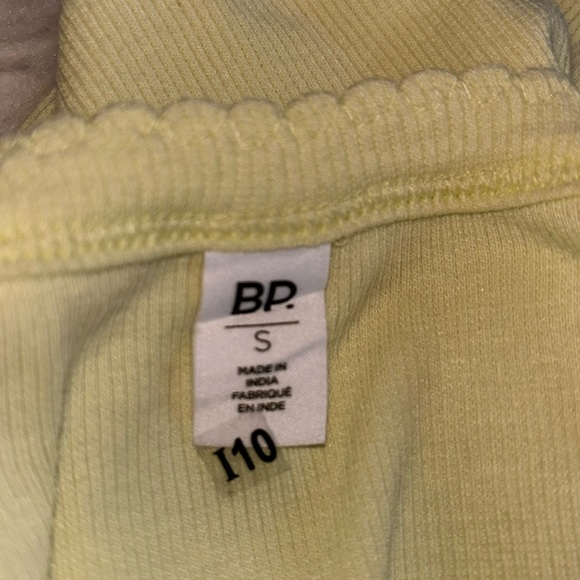 BP.
S
MADE IN
INDIA
FABRIQUÉ
EN INDE
I10